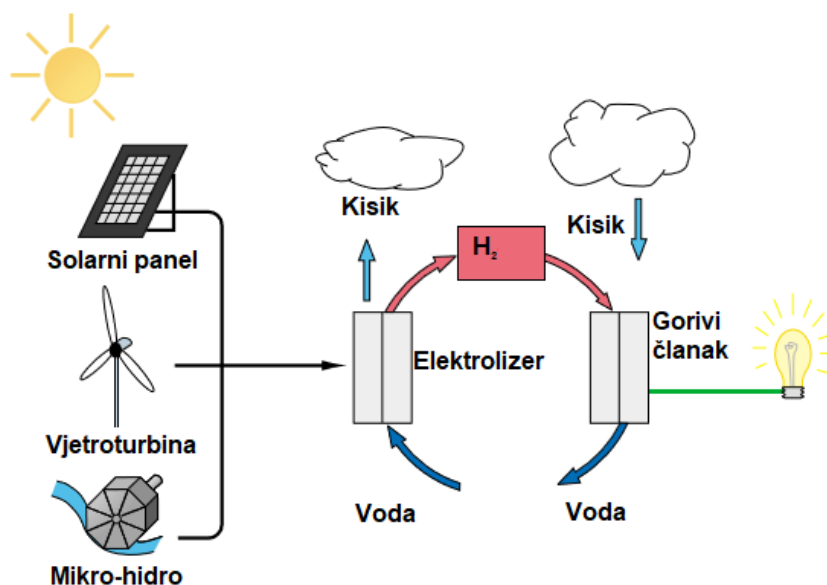 Kisik
Kisik
H₂
Solarni panel
Elektrolizer
Gorivi
članak
Vjetroturbina
Voda
Voda
Mikro-hidro